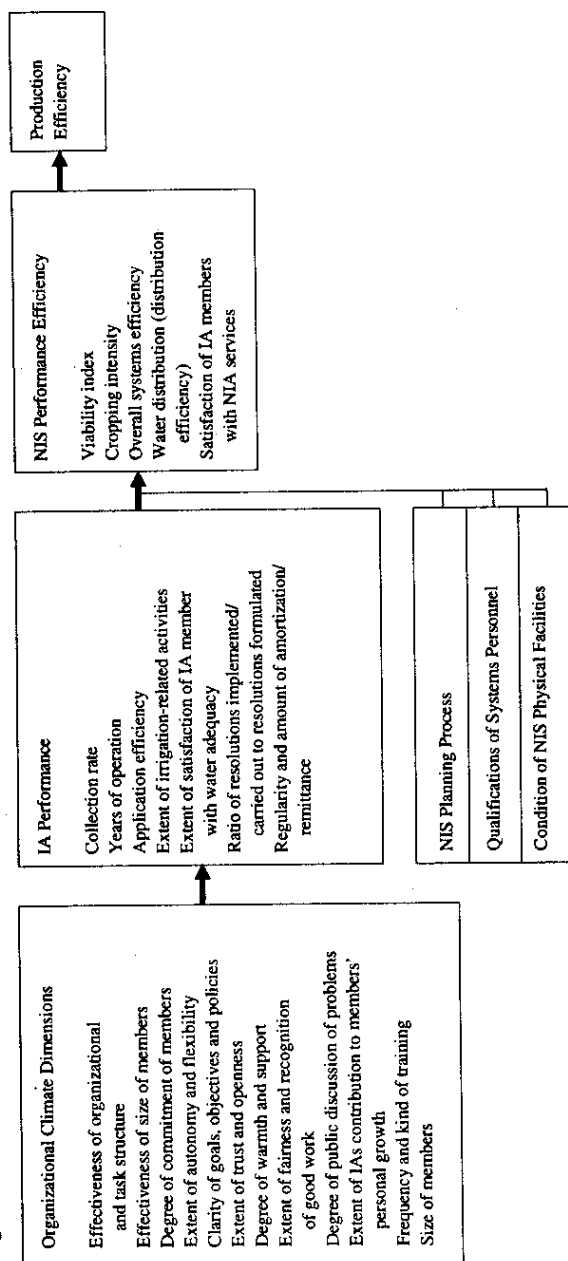 Organizational Climate Dimensions
Effectiveness of organizational
and task structure
Effectiveness of size of members
Degree of commitment of members
Extent of autonomy and flexibility
Clarity of goals, objectives and policies
Extent of trust and openness
Degree of warmth and support
Extent of fairness and recognition
of good work
Degree of public discussion of problems
Extent of IAs contribution to members'
personal growth
Frequency and kind of training
Size of members
IA Performance
Collection rate
Years of operation
Application efficiency
Extent of irrigation-related activities
Extent of satisfaction of IA member
with water adequacy
Ratio of resolutions implemented/
carried out to resolutions formulated
Regularity and amount of amortization/
remittance
NIS Planning Process
Qualifications of Systems Personnel
Condition of NIS Physical Facilities
NIS Performance Efficiency
Viability index
Cropping intensity
Overall systems efficiency
Water distribution (distribution
efficiency)
Satisfaction of IA members
with NIA services
Production
Efficiency